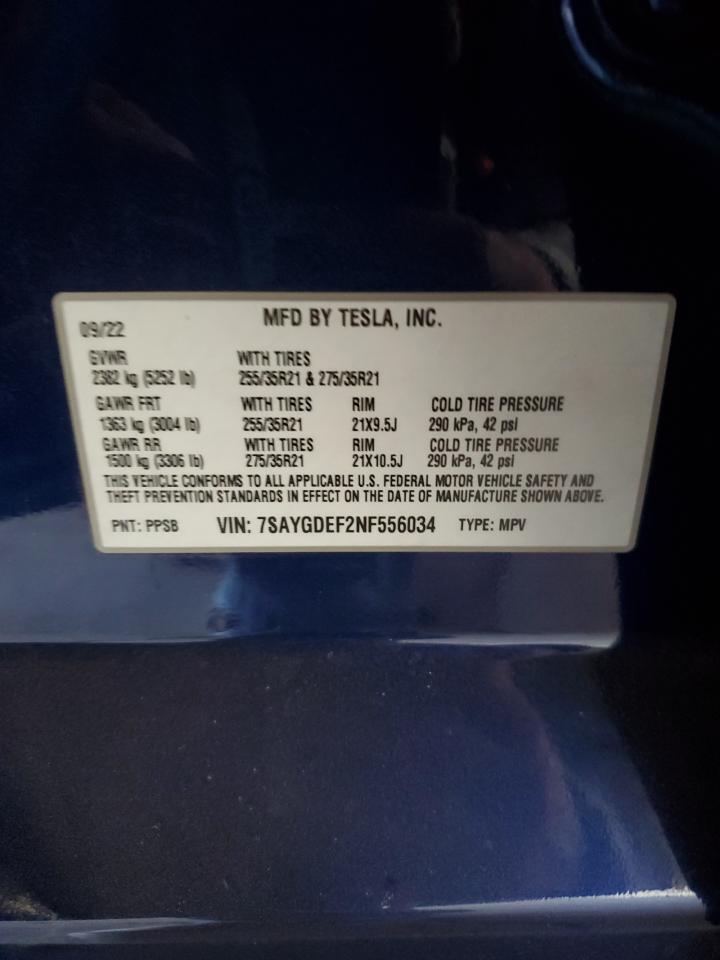 MFD BY TESLA, INC.
09/22
GVWR WITH TIRES
2382 kg (5252 lb) 255/35R21 & 275/35R21
GAWR FRT WITH TIRES RIM COLD TIRE PRESSURE
1363 kg (3004 lb) 255/35R21 21X9.5J 290 kPa, 42 psi
GAWR RR WITH TIRES RIM COLD TIRE PRESSURE
1500 kg (3306 lb) 275/35R21 21X10.5J 290 kPa, 42 psi
THIS VEHICLE CONFORMS TO ALL APPLICABLE U.S. FEDERAL MOTOR VEHICLE SAFETY AND
THEFT PREVENTION STANDARDS IN EFFECT ON THE DATE OF MANUFACTURE SHOWN ABOVE.
PNT: PPSB VIN: 7SAYGDEF2NF556034 TYPE: MPV